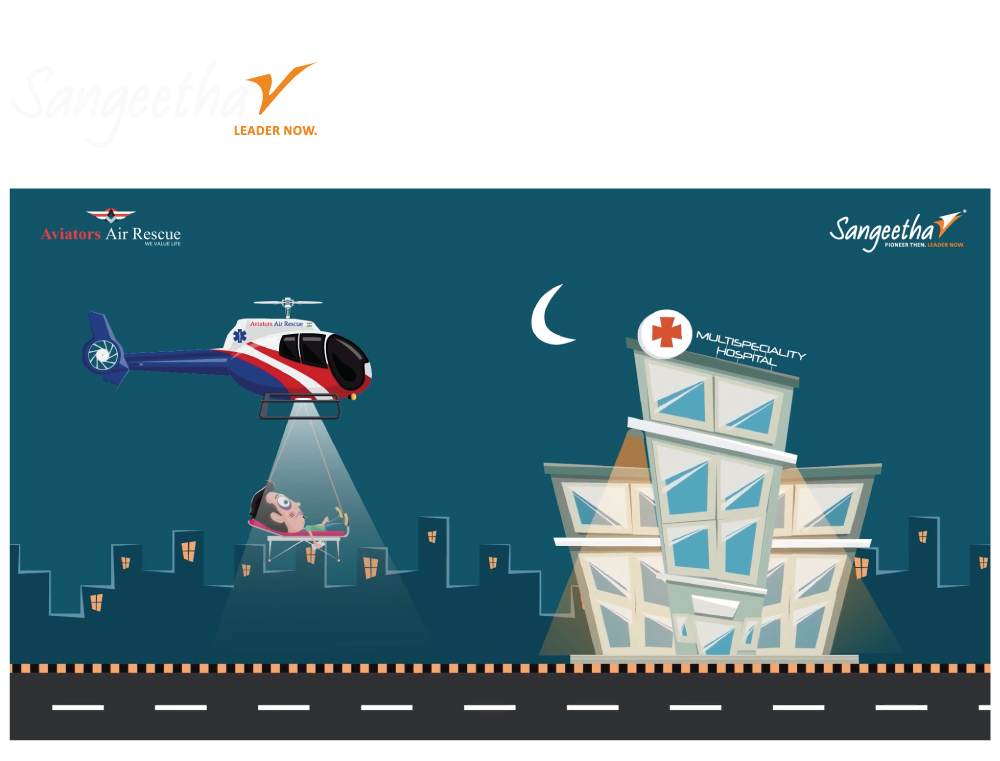 Sangeetha
LEADER NOW.
Aviators Air Rescue
WE VALUE LIFE
Sangeetha
PIONEER THEN. LEADER NOW.
Aviators Air Rescue
MULTISPECIALITY
HOSPITAL